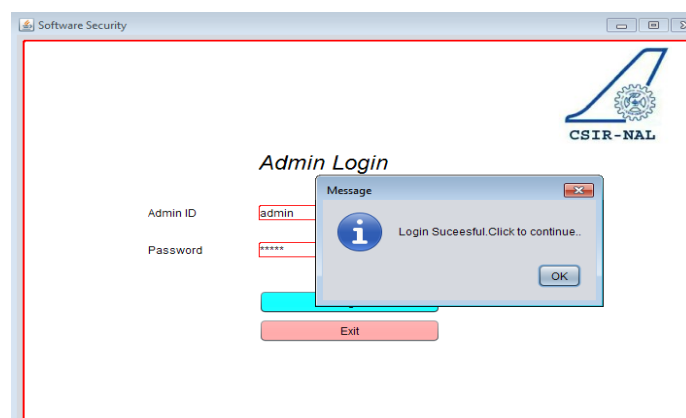 Software Security
CSIR-NAL
Admin Login
Message
Admin ID
admin
Login Suceesful.Click to continue..
Password
*****
OK
Exit